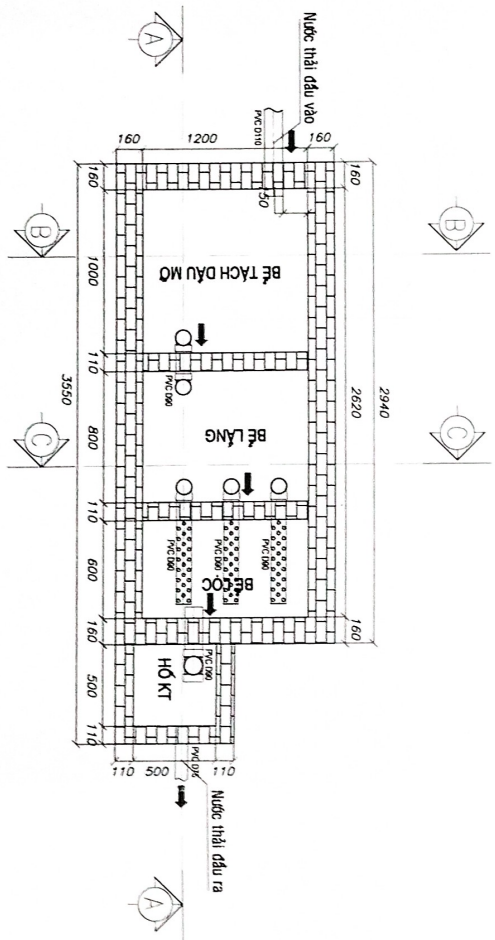 Nước thải đầu vào
A
PVC D110
160
1200
160
160
160
50
2940
2620
B
B
BỂ TÁCH DẦU MỠ
1000
110
PVC D90
3550
BỂ LẮNG
800
C
C
110
PVC D90
PVC D90
PVC D90
BỂ LỌC
600
160
160
PVC D90
HỐ KT
500
110
110
500
110
PVC D75
Nước thải đầu ra
A